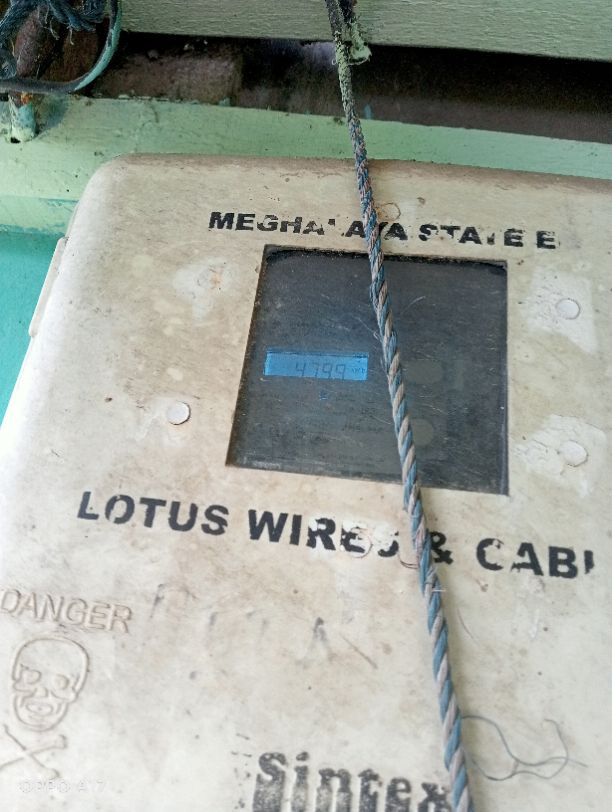 MEGHALAYA STATE E
4799
LOTUS WIRES & CABL
DANGER
Sintex
OPPO A17